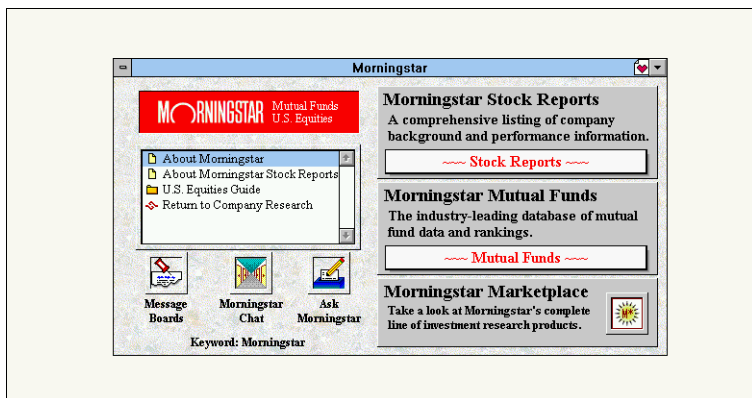 Morningstar
MORNINGSTAR Mutual Funds
U.S. Equities
About Morningstar
About Morningstar Stock Reports
U.S. Equities Guide
Return to Company Research
Message
Boards
Morningstar
Chat
Ask
Morningstar
Keyword: Morningstar
Morningstar Stock Reports
A comprehensive listing of company
background and performance information.
~~~ Stock Reports ~~~
Morningstar Mutual Funds
The industry-leading database of mutual
fund data and rankings.
~~~ Mutual Funds ~~~
Morningstar Marketplace
Take a look at Morningstar's complete
line of investment research products.